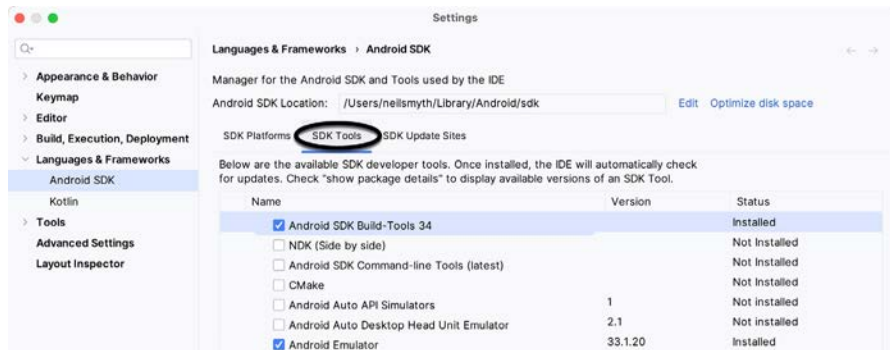 Settings
Languages & Frameworks › Android SDK
Appearance & Behavior
Keymap
Editor
Build, Execution, Deployment
Languages & Frameworks
Android SDK
Kotlin
Tools
Advanced Settings
Layout Inspector
Manager for the Android SDK and Tools used by the IDE
Android SDK Location: /Users/neilsmyth/Library/Android/sdk Edit Optimize disk space
SDK Platforms SDK Tools SDK Update Sites
Below are the available SDK developer tools. Once installed, the IDE will automatically check
for updates. Check "show package details" to display available versions of an SDK Tool.
Name Version Status
Android SDK Build-Tools 34 Installed
NDK (Side by side) Not Installed
Android SDK Command-line Tools (latest) Not Installed
CMake Not Installed
Android Auto API Simulators 1 Not installed
Android Auto Desktop Head Unit Emulator 2.1 Not installed
Android Emulator 33.1.20 Installed